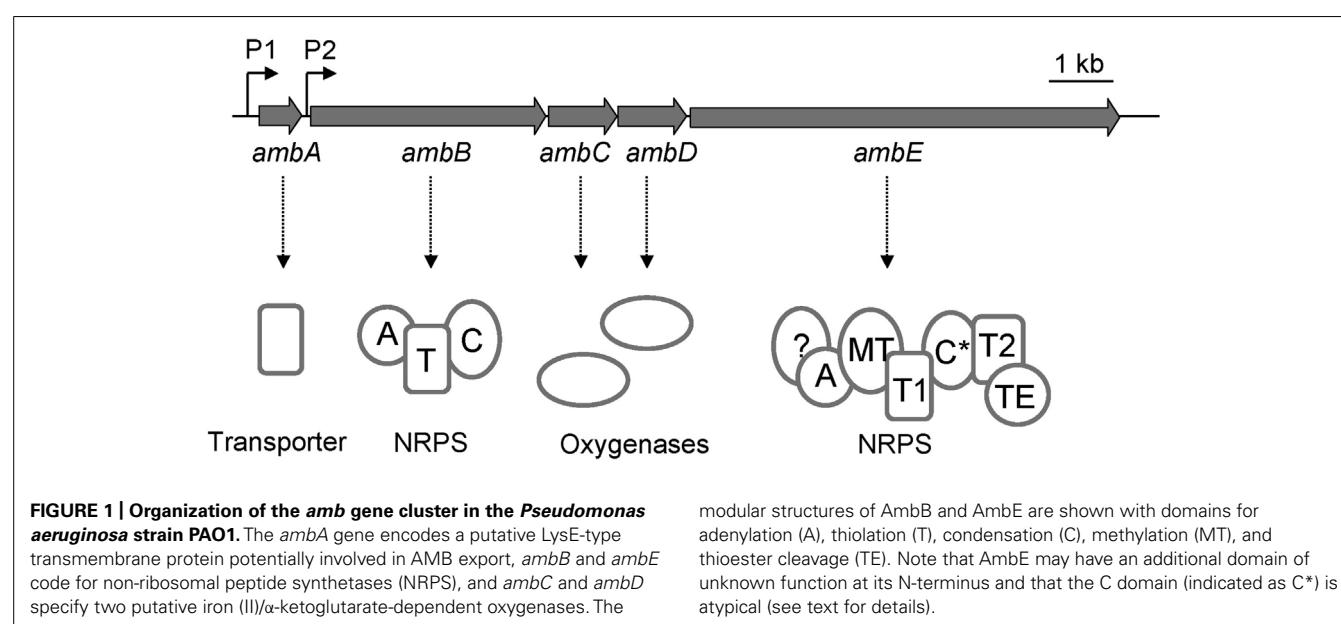 P1 P2 1 kb
ambA ambB ambC ambD ambE
A T C ? A MT T1 C* T2 TE
Transporter NRPS Oxygenases NRPS
FIGURE 1 | Organization of the amb gene cluster in the Pseudomonas
aeruginosa strain PAO1. The ambA gene encodes a putative LysE-type
transmembrane protein potentially involved in AMB export, ambB and ambE
code for non-ribosomal peptide synthetases (NRPS), and ambC and ambD
specify two putative iron (II)/α-ketoglutarate-dependent oxygenases. The
modular structures of AmbB and AmbE are shown with domains for
adenylation (A), thiolation (T), condensation (C), methylation (MT), and
thioester cleavage (TE). Note that AmbE may have an additional domain of
unknown function at its N-terminus and that the C domain (indicated as C*) is
atypical (see text for details).